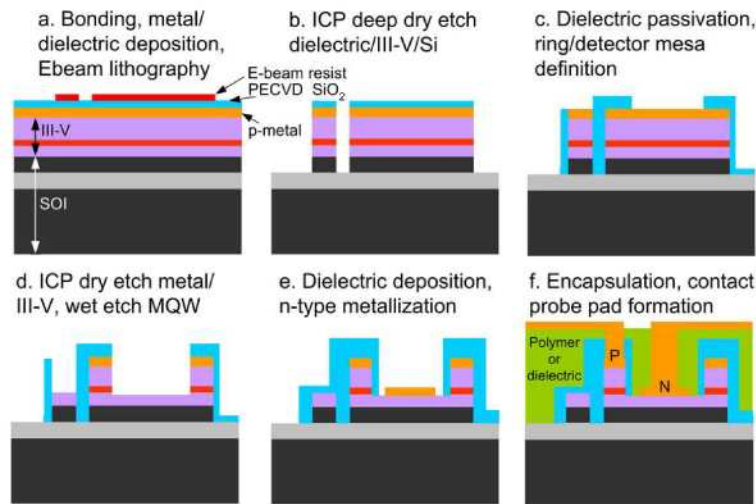 a. Bonding, metal/
dielectric deposition,
Ebeam lithography
E-beam resist
PECVD SiO₂
p-metal
III-V
SOI
b. ICP deep dry etch
dielectric/III-V/Si
c. Dielectric passivation,
ring/detector mesa
definition
d. ICP dry etch metal/
III-V, wet etch MQW
e. Dielectric deposition,
n-type metallization
f. Encapsulation, contact
probe pad formation
Polymer
or
dielectric
P
N